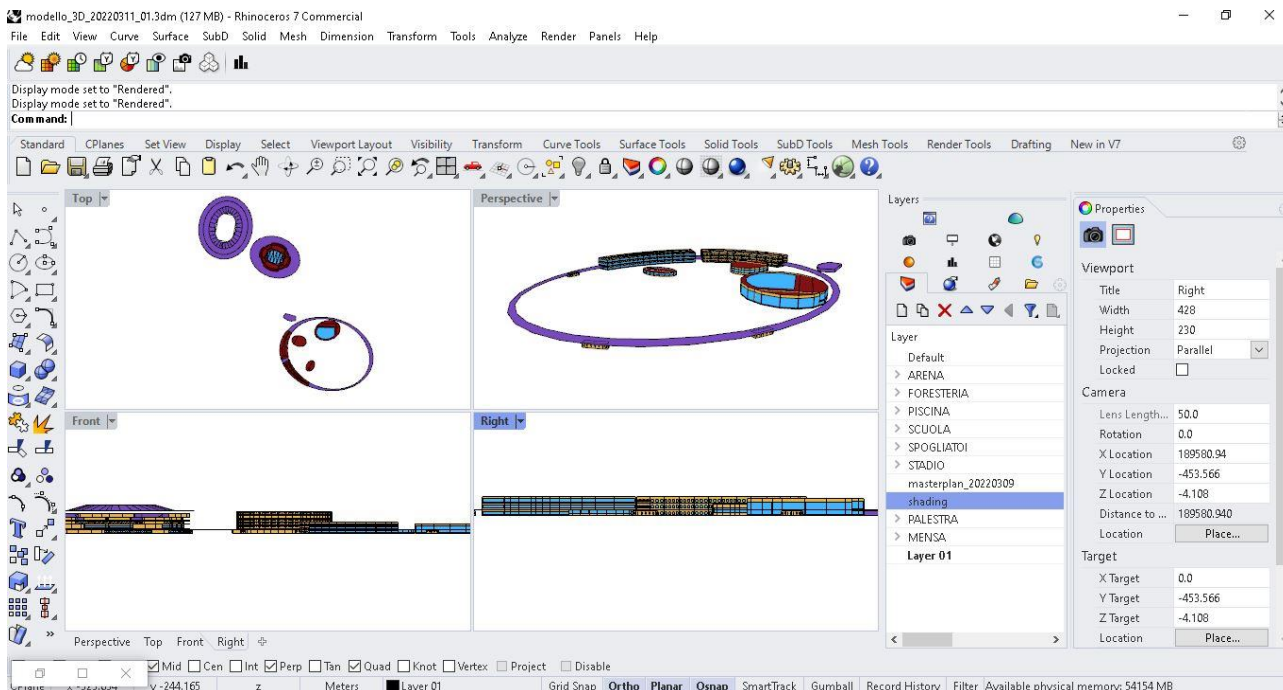 modello_3D_20220311_01.3dm (127 MB) - Rhinoceros 7 Commercial
File Edit View Curve Surface SubD Solid Mesh Dimension Transform Tools Analyze Render Panels Help
Display mode set to "Rendered".
Display mode set to "Rendered".
Command:
Standard CPlanes Set View Display Select Viewport Layout Visibility Transform Curve Tools Surface Tools Solid Tools SubD Tools Mesh Tools Render Tools Drafting New in V7
Top
Perspective
Front
Right
Layers
Layer
Default
ARENA
FORESTERIA
PISCINA
SCUOLA
SPOGLIATOI
STADIO
masterplan_20220309
shading
PALESTRA
MENSA
Layer 01
Properties
Viewport
Title Right
Width 428
Height 230
Projection Parallel
Locked
Camera
Lens Length... 50.0
Rotation 0.0
X Location 189580.94
Y Location -453.566
Z Location -4.108
Distance to ... 189580.940
Location Place...
Target
X Target 0.0
Y Target -453.566
Z Target -4.108
Location Place...
Perspective Top Front Right
Mid Cen Int Perp Tan Quad Knot Vertex Project Disable
-244.165 z Meters Layer 01 Grid Snap Ortho Planar Osnap SmartTrack Gumball Record History Filter Available physical memory: 54154 MB